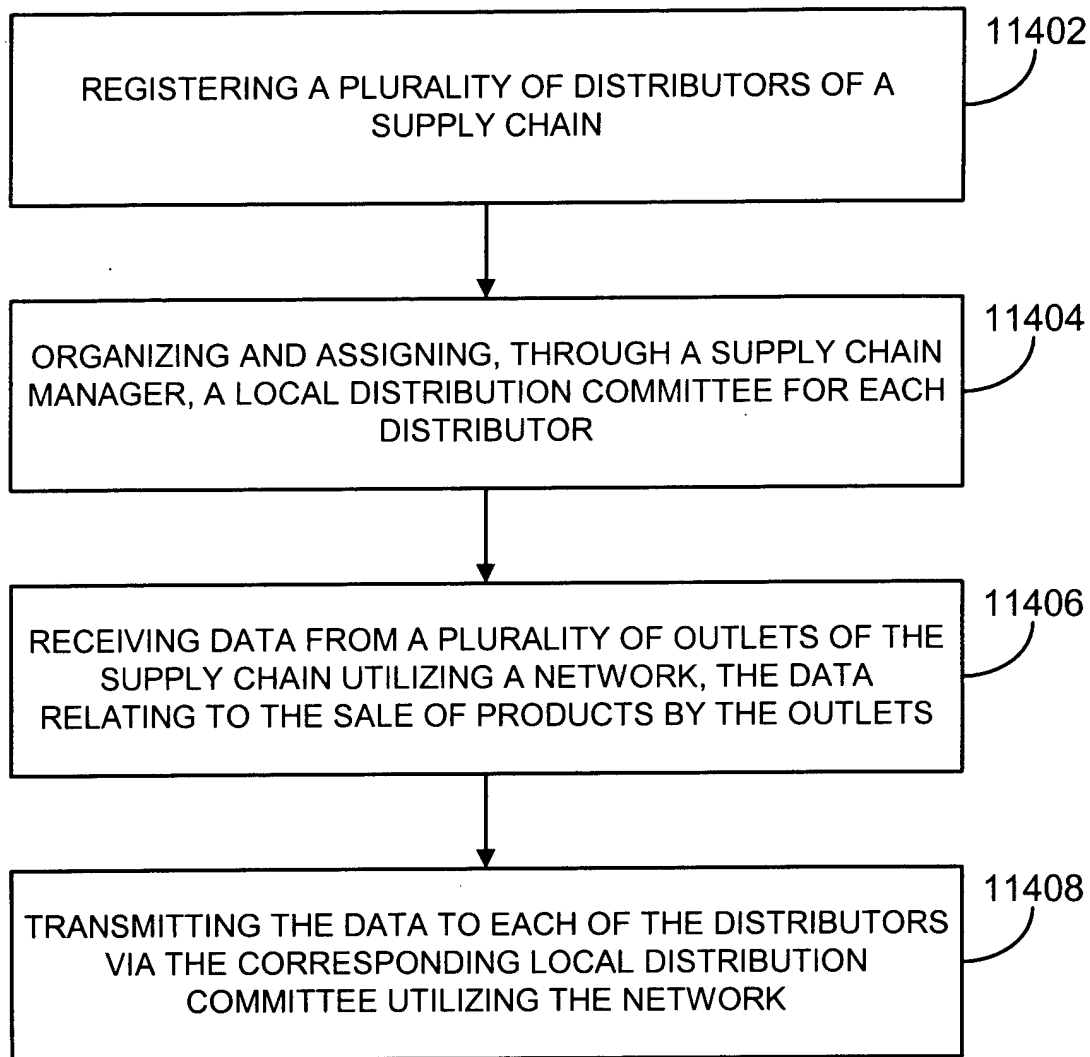 11402
REGISTERING A PLURALITY OF DISTRIBUTORS OF A
SUPPLY CHAIN
11404
ORGANIZING AND ASSIGNING, THROUGH A SUPPLY CHAIN
MANAGER, A LOCAL DISTRIBUTION COMMITTEE FOR EACH
DISTRIBUTOR
11406
RECEIVING DATA FROM A PLURALITY OF OUTLETS OF THE
SUPPLY CHAIN UTILIZING A NETWORK, THE DATA
RELATING TO THE SALE OF PRODUCTS BY THE OUTLETS
11408
TRANSMITTING THE DATA TO EACH OF THE DISTRIBUTORS
VIA THE CORRESPONDING LOCAL DISTRIBUTION
COMMITTEE UTILIZING THE NETWORK